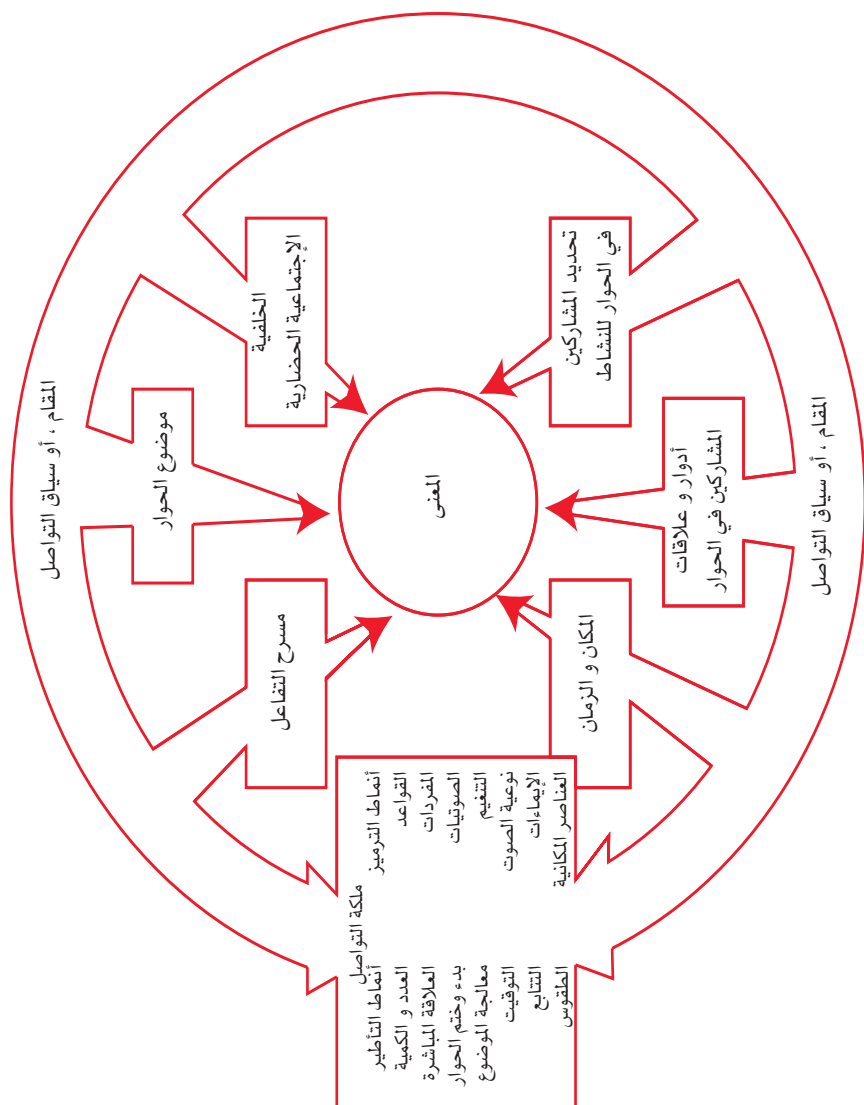 المقام ، أو سياق التواصل
موضوع الحوار
الخلفية
الإجتماعية الحضارية
مسرح التفاعل
المعنى
تحديد المشاركين
في الحوار للنشاط
أدوار و علاقات
المشاركين في الحوار
المكان و الزمان
المقام ، أو سياق التواصل
ملكة التواصل
أنماط الترميز
القواعد
المفردات
الصوتيات
التنغيم
نوعية الصوت
الإيماءات
العناصر المكانية
أنماط التأطير
العدد و الكمية
العلاقة المباشرة
بدء وختم الحوار
معالجة الموضوع
التوقيت
التتابع
الطقوس